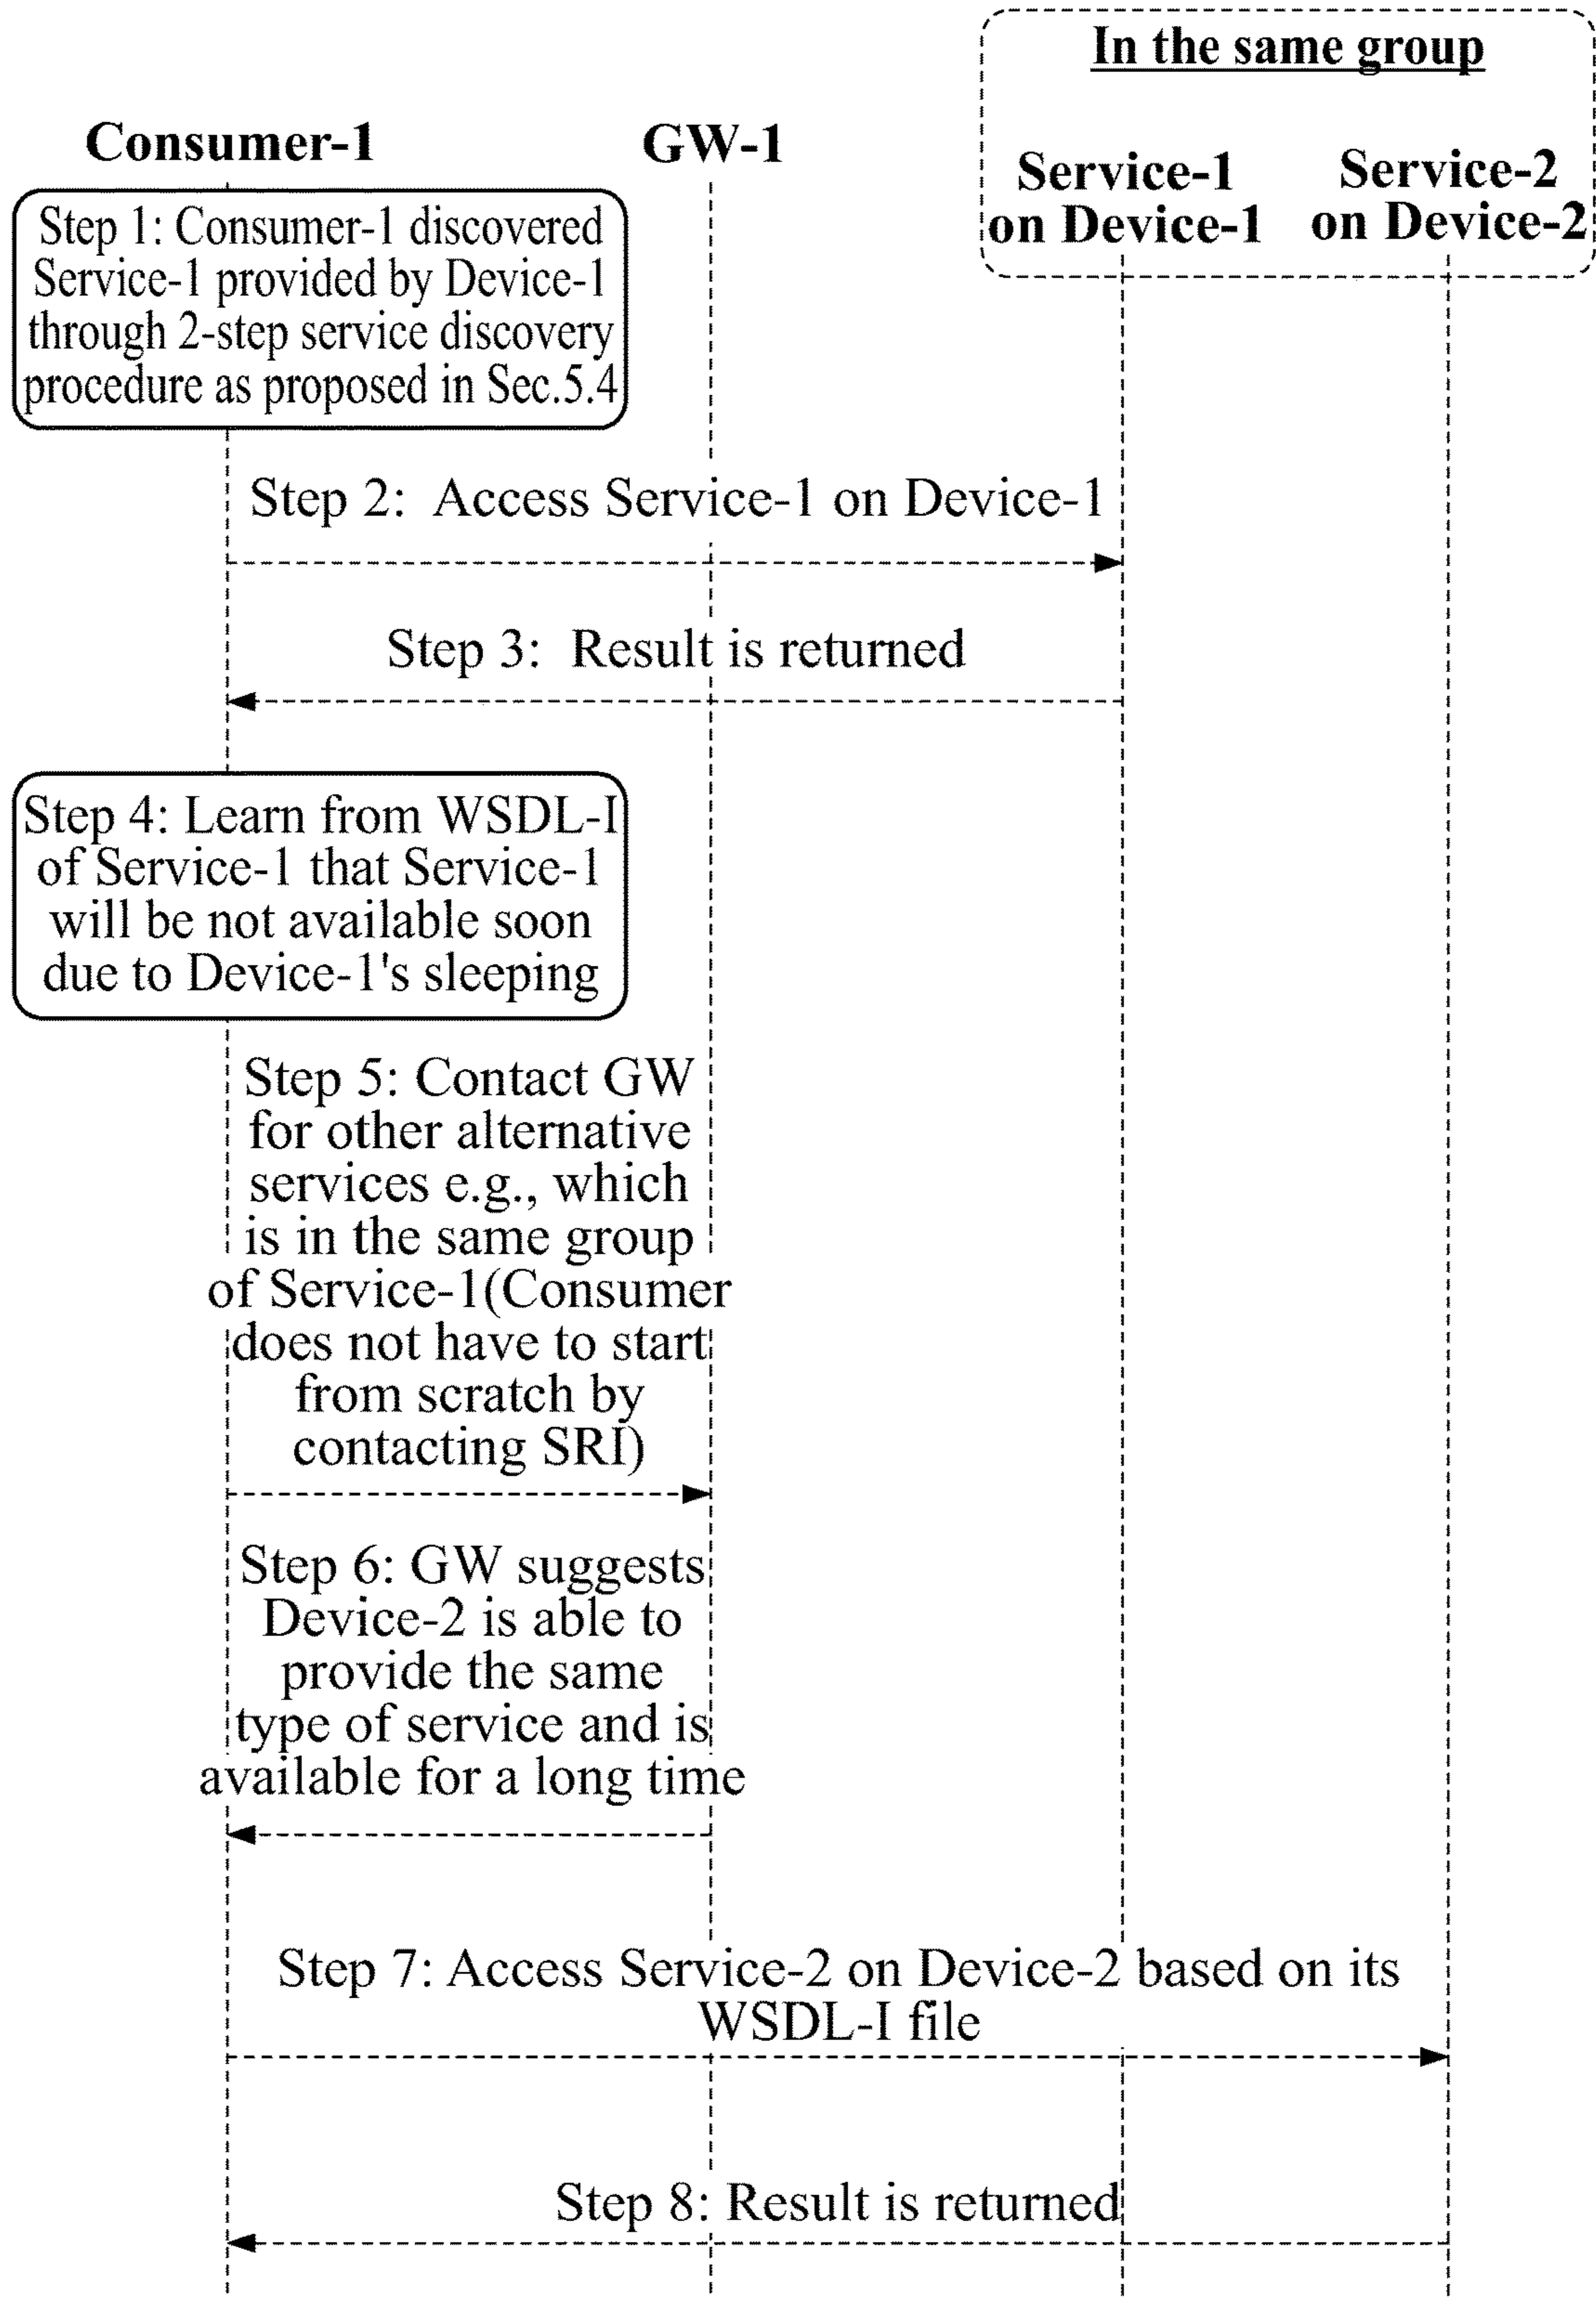 In the same group
Consumer-1
GW-1
Service-1
on Device-1
Service-2
on Device-2
Step 1: Consumer-1 discovered
Service-1 provided by Device-1
through 2-step service discovery
procedure as proposed in Sec.5.4
Step 2: Access Service-1 on Device-1
Step 3: Result is returned
Step 4: Learn from WSDL-I
of Service-1 that Service-1
will be not available soon
due to Device-1's sleeping
Step 5: Contact GW
for other alternative
services e.g., which
is in the same group
of Service-1(Consumer
does not have to start
from scratch by
contacting SRI)
Step 6: GW suggests
Device-2 is able to
provide the same
type of service and is
available for a long time
Step 7: Access Service-2 on Device-2 based on its
WSDL-I file
Step 8: Result is returned